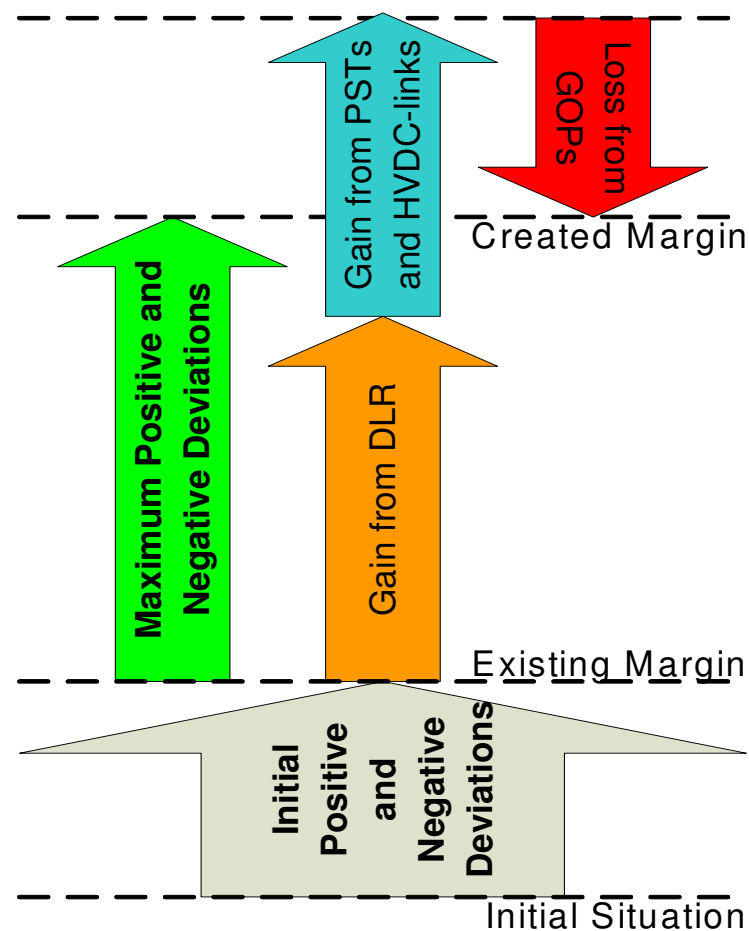 Gain from PSTs
and HVDC-links
Loss from
GOPs
Created Margin
Maximum Positive and
Negative Deviations
Gain from DLR
Existing Margin
Initial
Positive
and
Negative
Deviations
Initial Situation